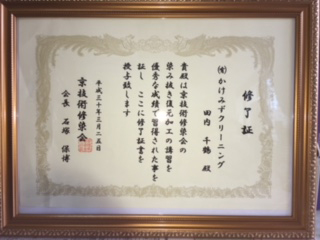 修了証
㈲かけみずクリーニング
田内千鶴殿
貴殿は京技術修染会の
染み抜き復元加工の講習を
優秀な成績で習得された事を
証し ここに修了証書を
授与致します
平成三十年三月二五日
京技術修染会
会長 石塚 保博